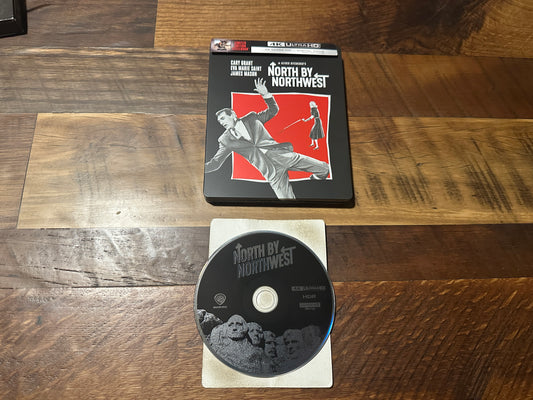 4K ULTRA HD
CARY GRANT
EVA MARIE SAINT
JAMES MASON
ALFRED HITCHCOCK'S
NORTH BY
NORTHWEST
NORTH BY
NORTHWEST
4K ULTRA HD
HDR